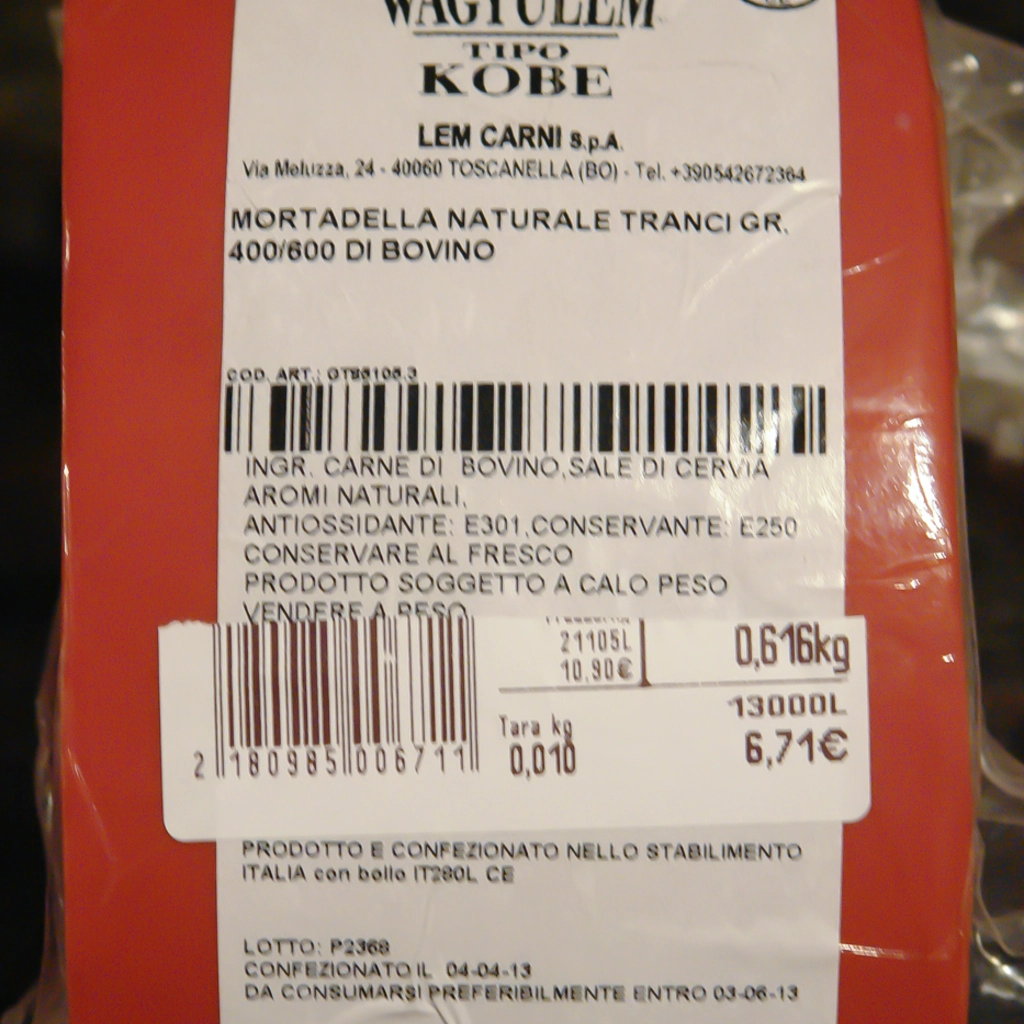 WAGYULEM
TIPO
KOBE
LEM CARNI S.p.A.
Via Meluzza, 24 - 40060 TOSCANELLA (BO) - Tel. +390542672364
MORTADELLA NATURALE TRANCI GR.
400/600 DI BOVINO
COD. ART.:
INGR. CARNE DI BOVINO,SALE DI CERVIA
AROMI NATURALI,
ANTIOSSIDANTE: E301,CONSERVANTE: E250
CONSERVARE AL FRESCO
PRODOTTO SOGGETTO A CALO PESO
VENDERE A PESO
21105L 0,616kg
10,90€
13000L
Tara kg 6,71€
0,010
2 180985 006711
PRODOTTO E CONFEZIONATO NELLO STABILIMENTO
ITALIA con bollo IT280L CE
LOTTO: P2368
CONFEZIONATO IL 04-04-13
DA CONSUMARSI PREFERIBILMENTE ENTRO 03-06-13